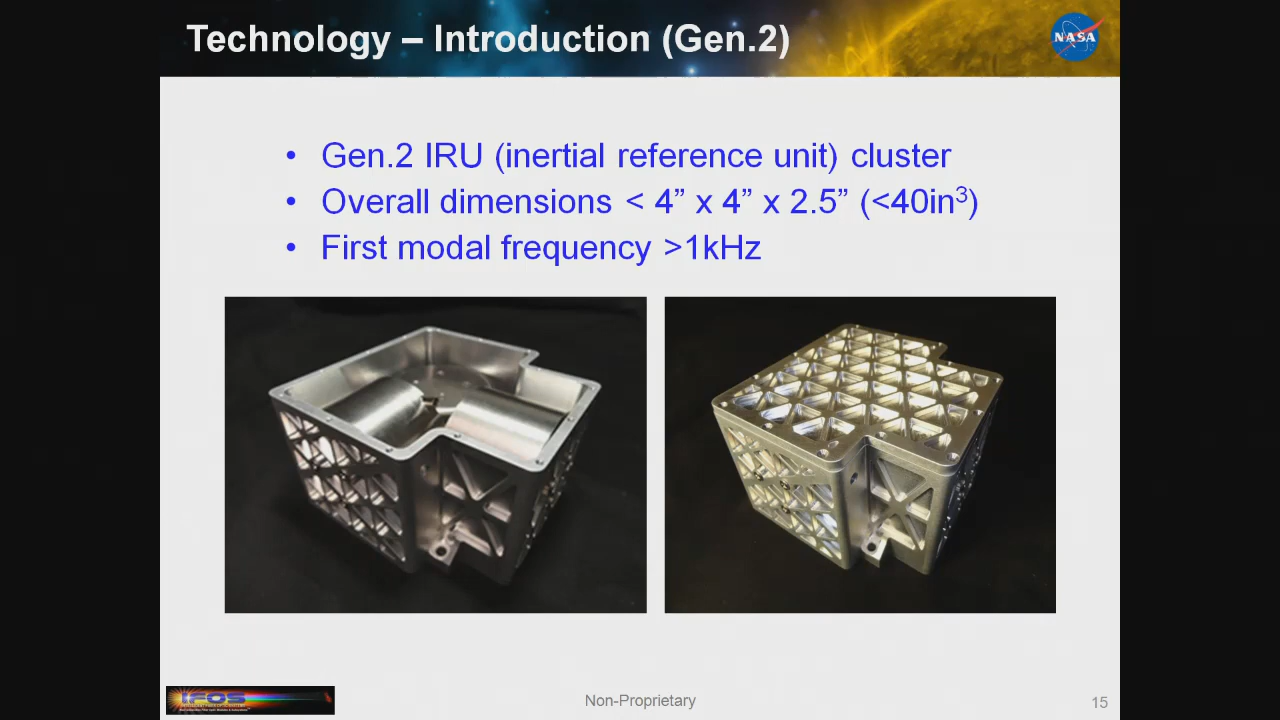 Technology – Introduction (Gen.2)
NASA
• Gen.2 IRU (inertial reference unit) cluster
• Overall dimensions < 4” x 4” x 2.5” (<40in³)
• First modal frequency >1kHz
IFOS
Non-Proprietary
15